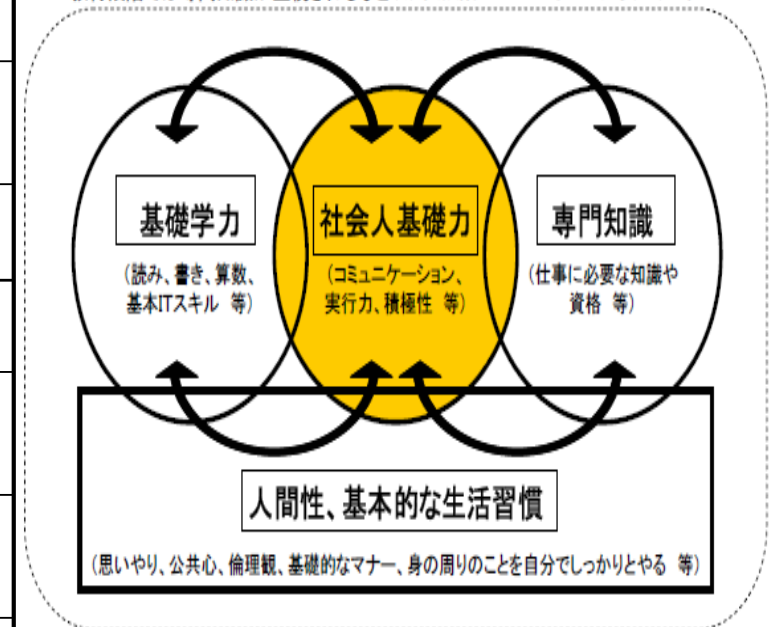 基礎学力
(読み、書き、算数、
基本ITスキル 等)
社会人基礎力
(コミュニケーション、
実行力、積極性 等)
専門知識
(仕事に必要な知識や
資格 等)
人間性、基本的な生活習慣
(思いやり、公共心、倫理観、基礎的なマナー、身の周りのことを自分でしっかりとやる 等)